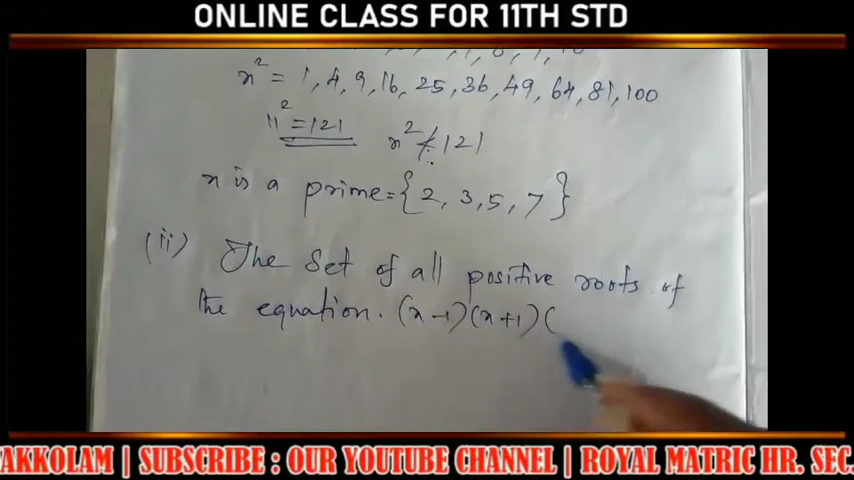 ONLINE CLASS FOR 11TH STD
x² = 1, 4, 9, 16, 25, 36, 49, 64, 81, 100
11² = 121 x² < 121
x is a prime = {2, 3, 5, 7}
(ii) The Set of all positive roots of
the equation. (x-1)(x+1)(
AKKOLAM | SUBSCRIBE : OUR YOUTUBE CHANNEL | ROYAL MATRIC HR. SEC.